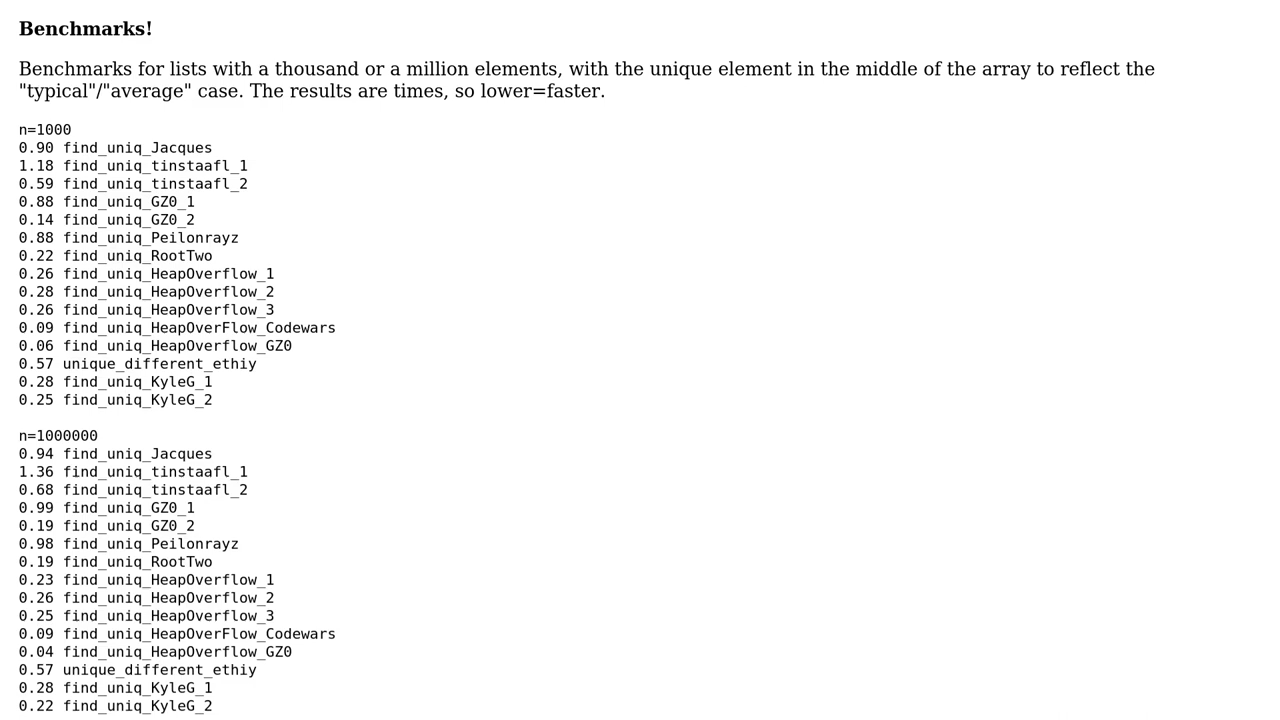 Benchmarks!
Benchmarks for lists with a thousand or a million elements, with the unique element in the middle of the array to reflect the
"typical"/"average" case. The results are times, so lower=faster.
n=1000
0.90 find_uniq_Jacques
1.18 find_uniq_tinstaafl_1
0.59 find_uniq_tinstaafl_2
0.88 find_uniq_GZ0_1
0.14 find_uniq_GZ0_2
0.88 find_uniq_Peilonrayz
0.22 find_uniq_RootTwo
0.26 find_uniq_HeapOverflow_1
0.28 find_uniq_HeapOverflow_2
0.26 find_uniq_HeapOverflow_3
0.09 find_uniq_HeapOverFlow_Codewars
0.06 find_uniq_HeapOverflow_GZ0
0.57 unique_different_ethiy
0.28 find_uniq_KyleG_1
0.25 find_uniq_KyleG_2
n=1000000
0.94 find_uniq_Jacques
1.36 find_uniq_tinstaafl_1
0.68 find_uniq_tinstaafl_2
0.99 find_uniq_GZ0_1
0.19 find_uniq_GZ0_2
0.98 find_uniq_Peilonrayz
0.19 find_uniq_RootTwo
0.23 find_uniq_HeapOverflow_1
0.26 find_uniq_HeapOverflow_2
0.25 find_uniq_HeapOverflow_3
0.09 find_uniq_HeapOverFlow_Codewars
0.04 find_uniq_HeapOverflow_GZ0
0.57 unique_different_ethiy
0.28 find_uniq_KyleG_1
0.22 find_uniq_KyleG_2